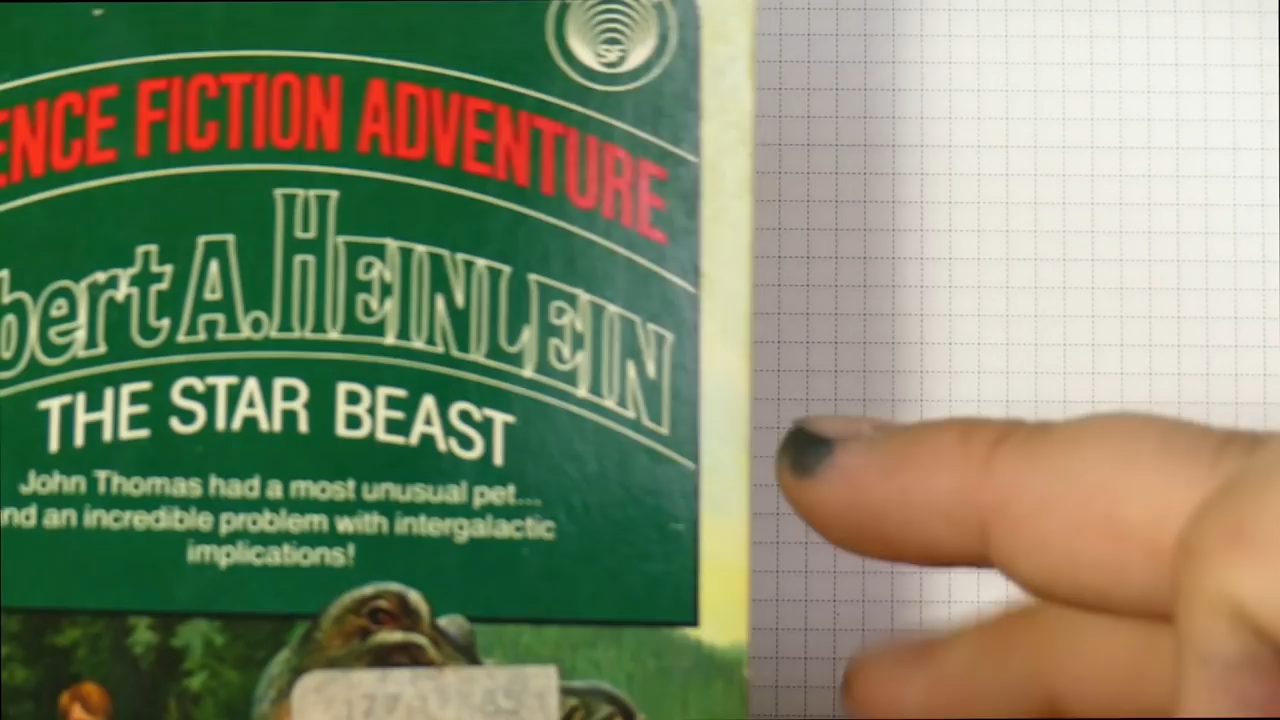 SF
ENCE FICTION ADVENTURE
bert A. HEINLEIN
THE STAR BEAST
John Thomas had a most unusual pet...
nd an incredible problem with intergalactic
implications!